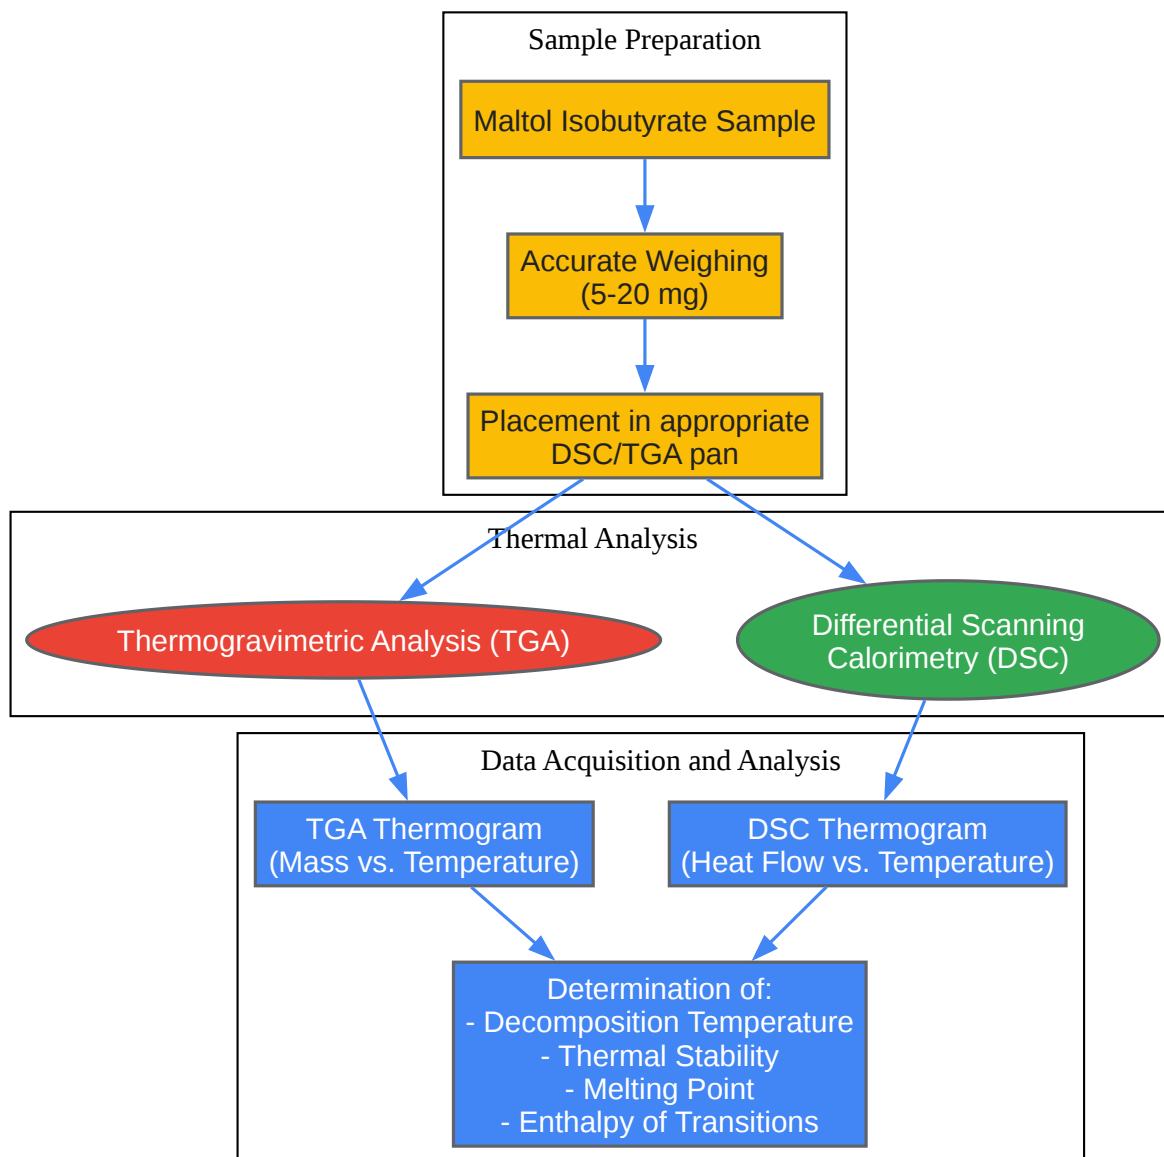 Sample Preparation
Maltol Isobutyrate Sample
Accurate Weighing
(5-20 mg)
Placement in appropriate
DSC/TGA pan
Thermal Analysis
Thermogravimetric Analysis (TGA)
Differential Scanning
Calorimetry (DSC)
Data Acquisition and Analysis
TGA Thermogram
(Mass vs. Temperature)
DSC Thermogram
(Heat Flow vs. Temperature)
Determination of:
- Decomposition Temperature
- Thermal Stability
- Melting Point
- Enthalpy of Transitions